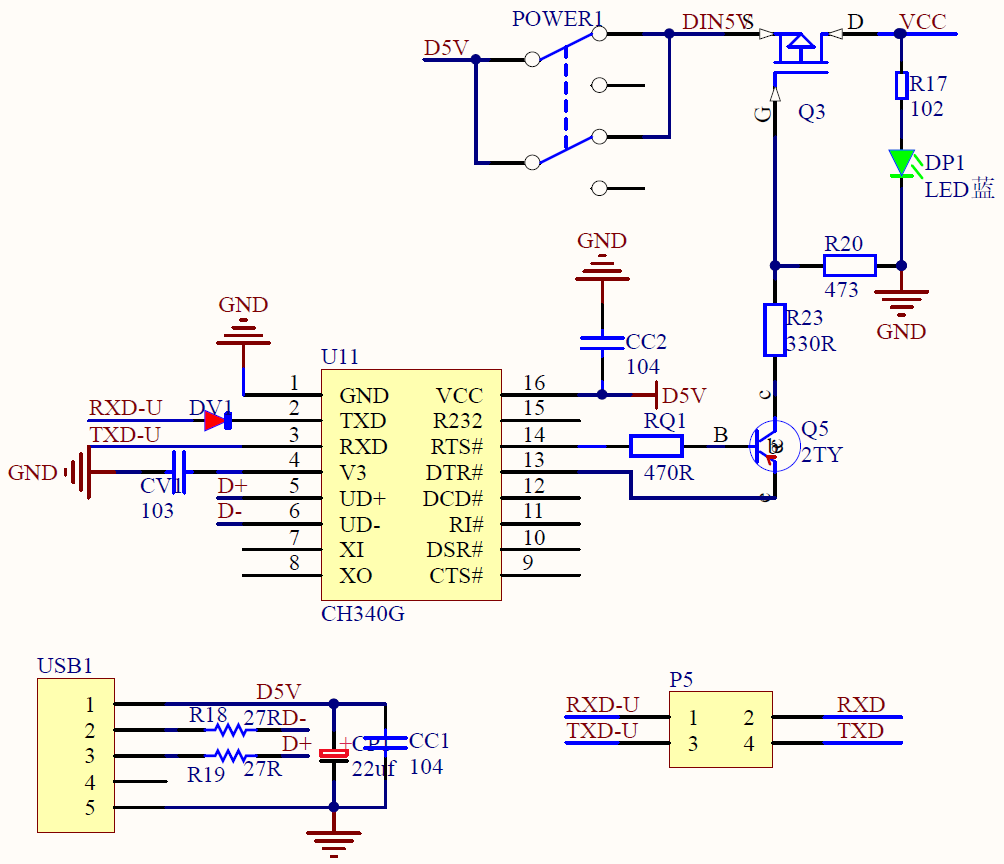 POWER1
D5V
DIN5V
S
D
VCC
G
Q3
R17
102
DP1
LED蓝
R20
473
GND
GND
GND
R23
330R
CC2
104
D5V
U11
1 GND
2 TXD
3 RXD
4 V3
5 UD+
6 UD-
7 XI
8 XO
VCC 16
R232 15
RTS# 14
DTR# 13
DCD# 12
RI# 11
DSR# 10
CTS# 9
CH340G
RXD-U
DV1
TXD-U
GND
CV1
103
D+
D-
RQ1
470R
B
c
b
e
e
Q5
2TY
USB1
1
2
3
4
5
D5V
R18
27R
D-
D+
R19
27R
+
22uf
CC1
104
P5
RXD-U 1 2 RXD
TXD-U 3 4 TXD